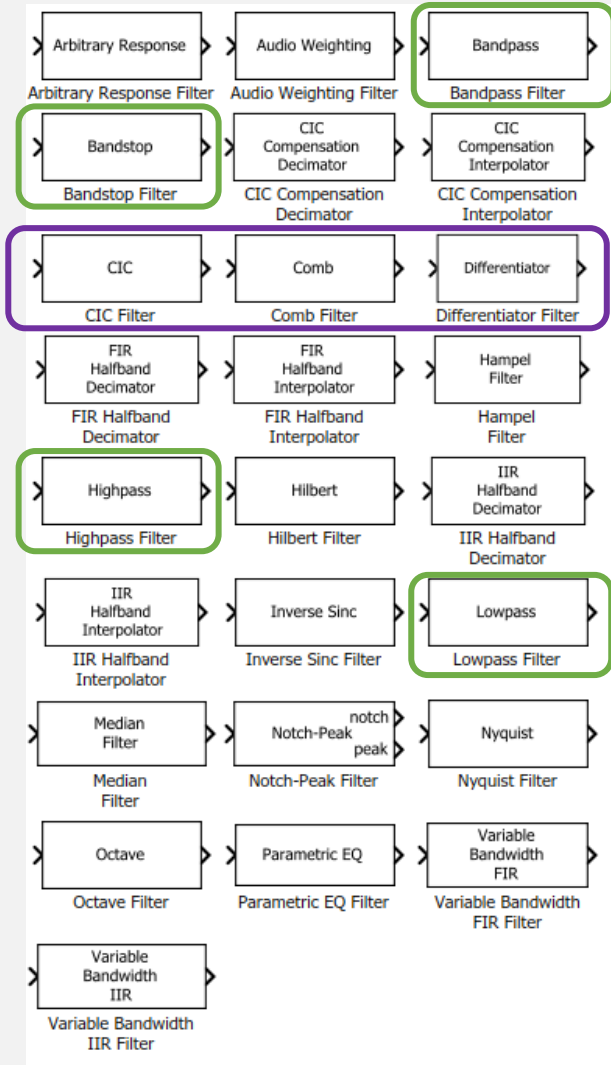 Arbitrary Response
Audio Weighting
Bandpass
Arbitrary Response Filter
Audio Weighting Filter
Bandpass Filter
Bandstop
CIC
Compensation
Decimator
CIC
Compensation
Interpolator
Bandstop Filter
CIC Compensation
Decimator
CIC Compensation
Interpolator
CIC
Comb
Differentiator
CIC Filter
Comb Filter
Differentiator Filter
FIR
Halfband
Decimator
FIR
Halfband
Interpolator
Hampel
Filter
FIR Halfband
Decimator
FIR Halfband
Interpolator
Hampel
Filter
Highpass
Hilbert
IIR
Halfband
Decimator
Highpass Filter
Hilbert Filter
IIR Halfband
Decimator
IIR
Halfband
Interpolator
Inverse Sinc
Lowpass
IIR Halfband
Interpolator
Inverse Sinc Filter
Lowpass Filter
Median
Filter
notch
Notch-Peak
peak
Nyquist
Median
Filter
Notch-Peak Filter
Nyquist Filter
Octave
Parametric EQ
Variable
Bandwidth
FIR
Octave Filter
Parametric EQ Filter
Variable Bandwidth
FIR Filter
Variable
Bandwidth
IIR
Variable Bandwidth
IIR Filter